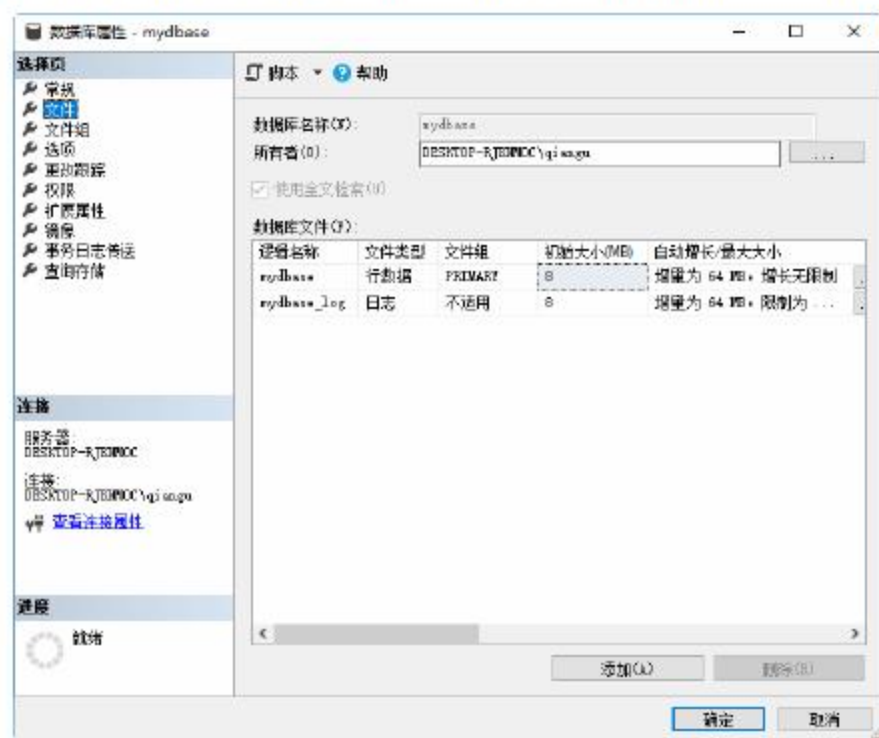 数据库属性 - mydbase
选择页
常规
文件
文件组
选项
更改跟踪
权限
扩展属性
镜像
事务日志传送
查询存储
脚本 帮助
数据库名称(N): mydbase
所有者(O): \qiangu ...
使用全文检索(U)
数据库文件(F):
逻辑名称 文件类型 文件组 初始大小(MB) 自动增长/最大大小
mydbase 行数据 PRIMARY 8 增量为 64 MB，增长无限制
mydbase_log 日志 不适用 8 增量为 64 MB，限制为 ...
连接
服务器:
连接:
\qiangu
查看连接属性
进度
就绪
添加(A) 删除(R)
确定 取消